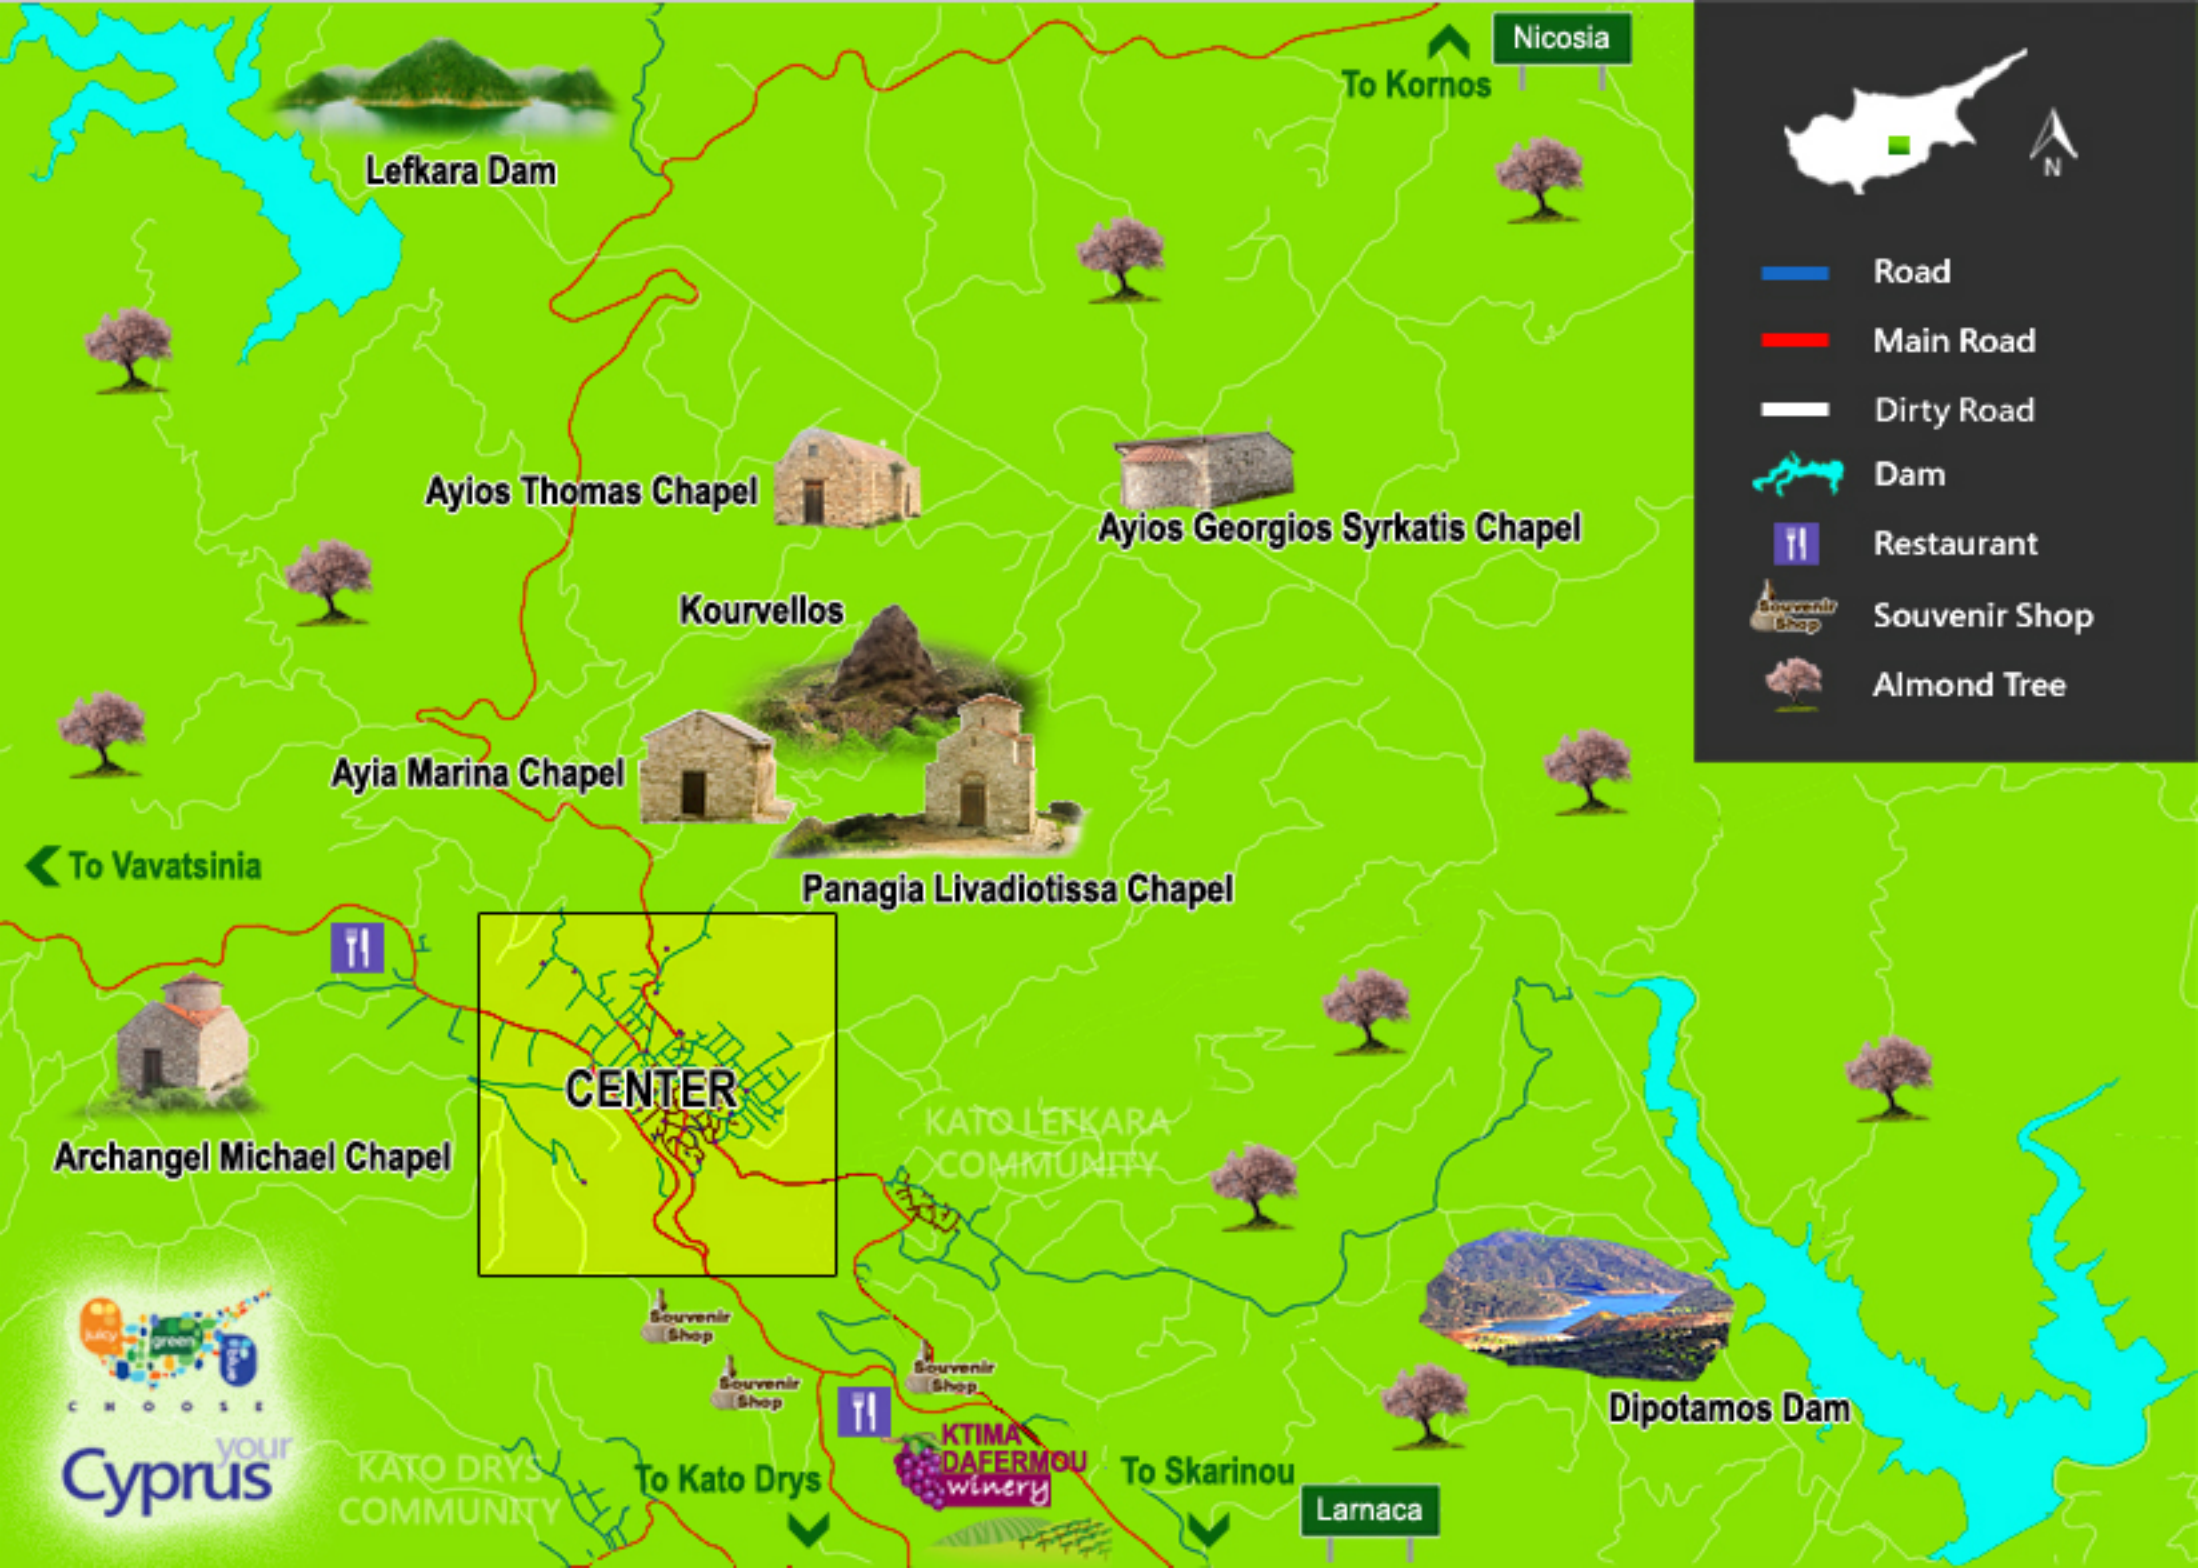 Nicosia
To Kornos
Lefkara Dam
Road
Main Road
Dirty Road
Dam
Restaurant
Souvenir
Shop
Souvenir Shop
Almond Tree
N
Ayios Thomas Chapel
Ayios Georgios Syrkatis Chapel
Kourvellos
Ayia Marina Chapel
Panagia Livadiotissa Chapel
To Vavatsinia
CENTER
Archangel Michael Chapel
KATO LEFKARA
COMMUNITY
Souvenir
Shop
Souvenir
Shop
Souvenir
Shop
Dipotamos Dam
juicy
green
blue
CHOOSE
your
Cyprus
KATO DRYS
COMMUNITY
To Kato Drys
KTIMA
DAFERMOU
winery
To Skarinou
Larnaca